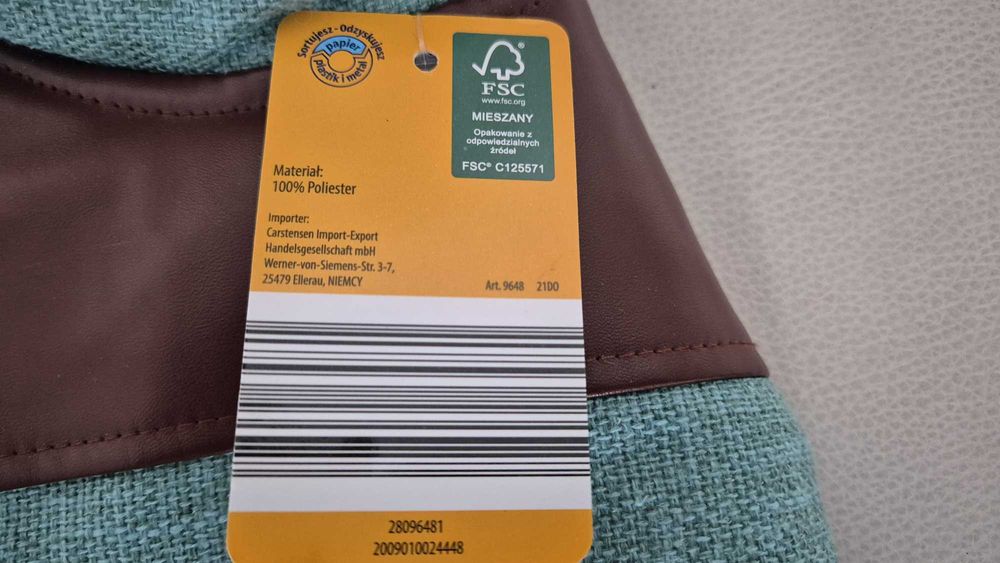 Sortujesz - Odzyskujesz
papier
plastik i metal
FSC
www.fsc.org
MIESZANY
Opakowanie z
odpowiedzialnych
źródeł
FSC® C125571
Materiał:
100% Poliester
Importer:
Carstensen Import-Export
Handelsgesellschaft mbH
Werner-von-Siemens-Str. 3-7,
25479 Ellerau, NIEMCY
Art. 9648 21DO
28096481
2009010024448